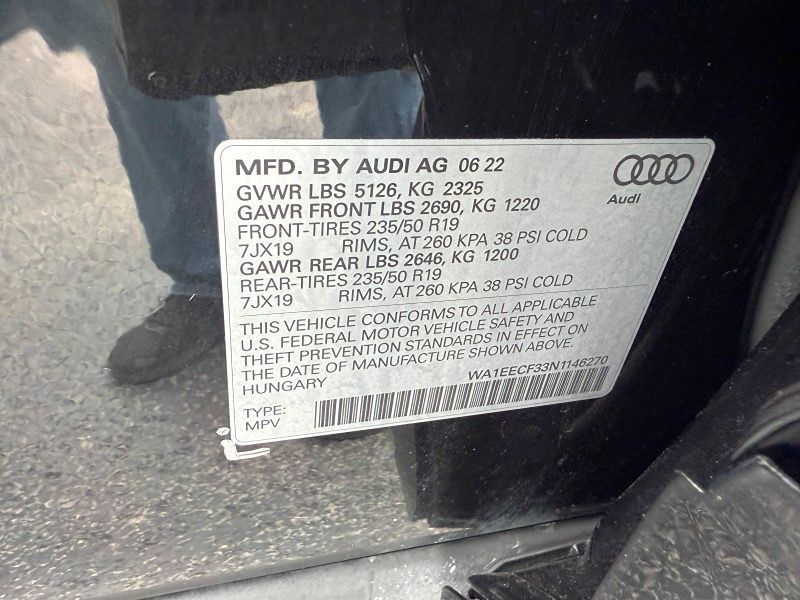 MFD. BY AUDI AG 06 22
GVWR LBS 5126, KG 2325
GAWR FRONT LBS 2690, KG 1220
FRONT-TIRES 235/50 R19
7JX19 RIMS, AT 260 KPA 38 PSI COLD
GAWR REAR LBS 2646, KG 1200
REAR-TIRES 235/50 R19
7JX19 RIMS, AT 260 KPA 38 PSI COLD
Audi
THIS VEHICLE CONFORMS TO ALL APPLICABLE
U.S. FEDERAL MOTOR VEHICLE SAFETY AND
THEFT PREVENTION STANDARDS IN EFFECT ON
THE DATE OF MANUFACTURE SHOWN ABOVE.
HUNGARY WA1EECF33N1146270
TYPE:
MPV